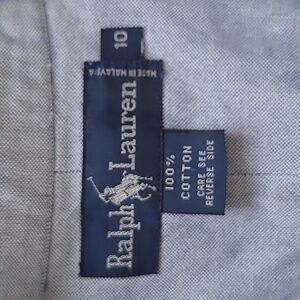 Ralph Lauren
MADE IN MALAYSIA
10
100%
COTTON
CARE SEE
REVERSE SIDE